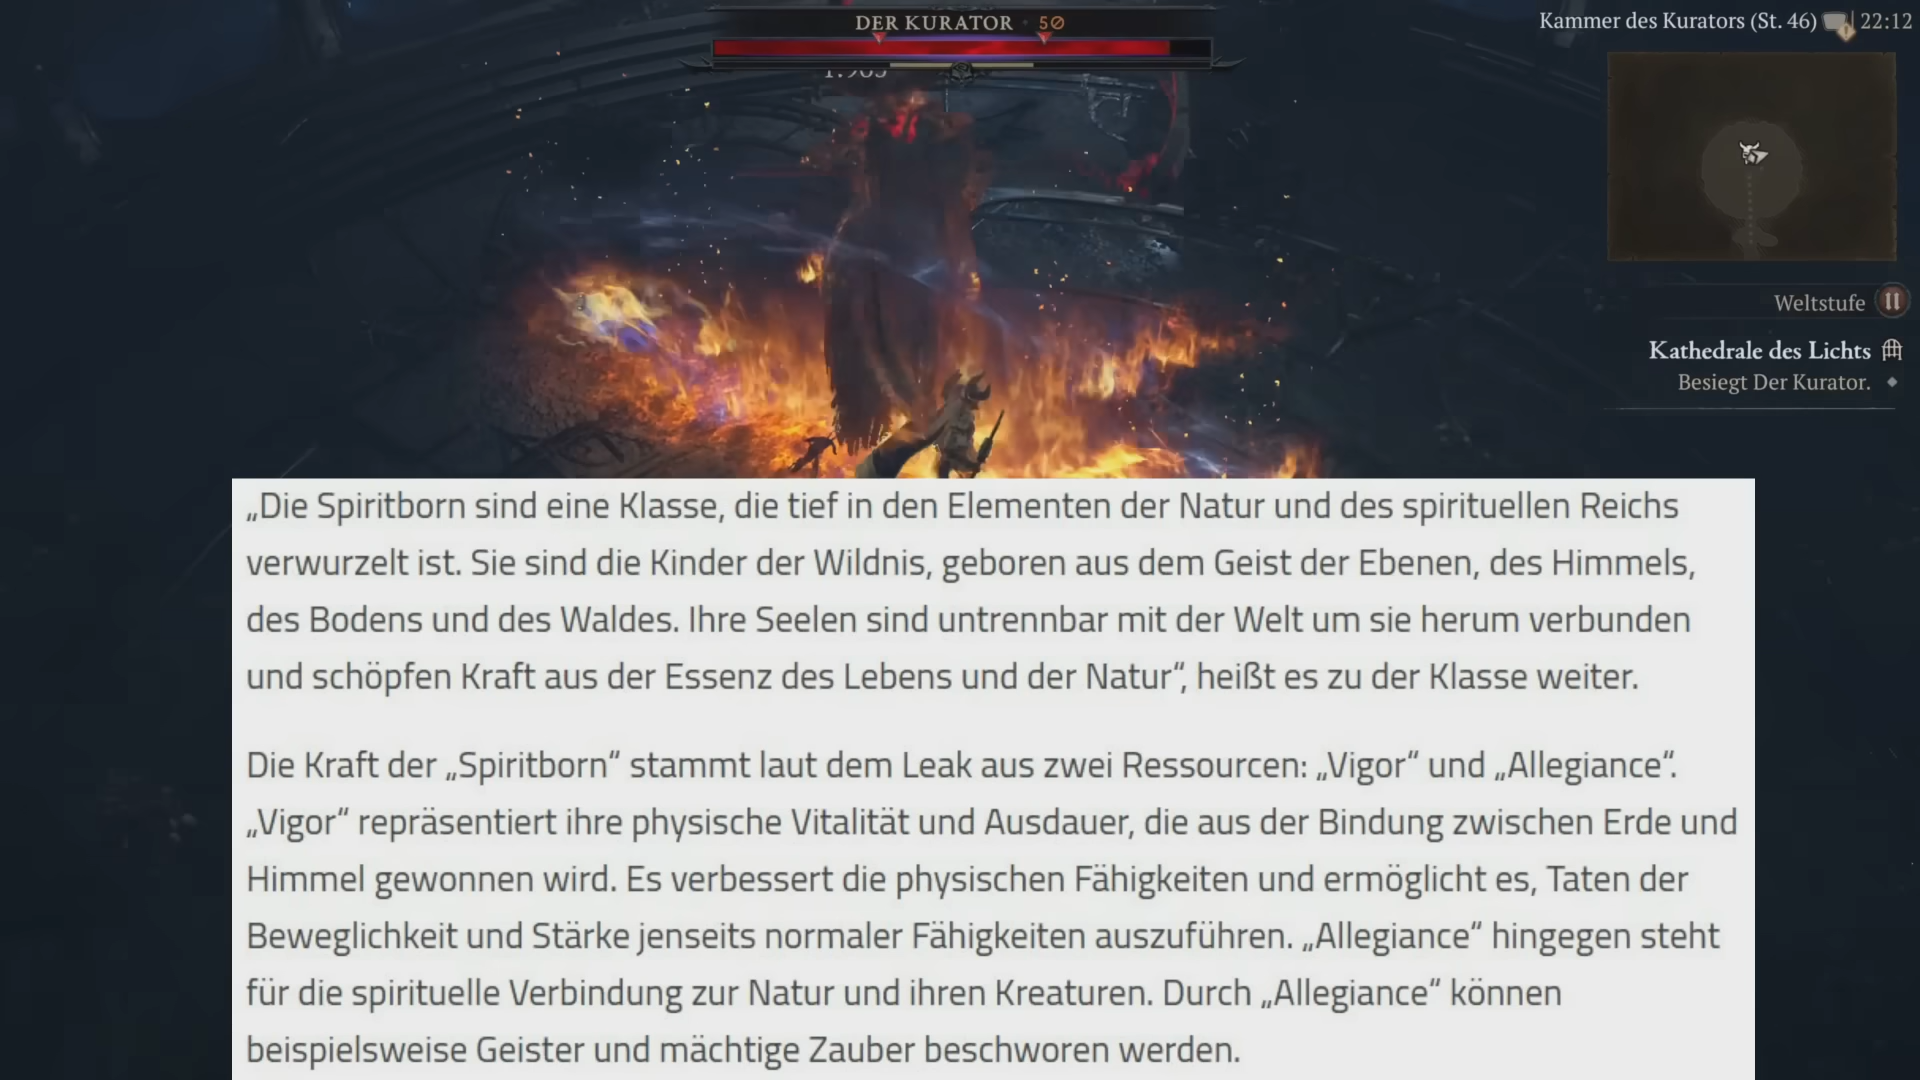 DER KURATOR · 50
Kammer des Kurators (St. 46)
22:12
Weltstufe II
Kathedrale des Lichts
Besiegt Der Kurator.
„Die Spiritborn sind eine Klasse, die tief in den Elementen der Natur und des spirituellen Reichs
verwurzelt ist. Sie sind die Kinder der Wildnis, geboren aus dem Geist der Ebenen, des Himmels,
des Bodens und des Waldes. Ihre Seelen sind untrennbar mit der Welt um sie herum verbunden
und schöpfen Kraft aus der Essenz des Lebens und der Natur“, heißt es zu der Klasse weiter.
Die Kraft der „Spiritborn“ stammt laut dem Leak aus zwei Ressourcen: „Vigor“ und „Allegiance“.
„Vigor“ repräsentiert ihre physische Vitalität und Ausdauer, die aus der Bindung zwischen Erde und
Himmel gewonnen wird. Es verbessert die physischen Fähigkeiten und ermöglicht es, Taten der
Beweglichkeit und Stärke jenseits normaler Fähigkeiten auszuführen. „Allegiance“ hingegen steht
für die spirituelle Verbindung zur Natur und ihren Kreaturen. Durch „Allegiance“ können
beispielsweise Geister und mächtige Zauber beschworen werden.